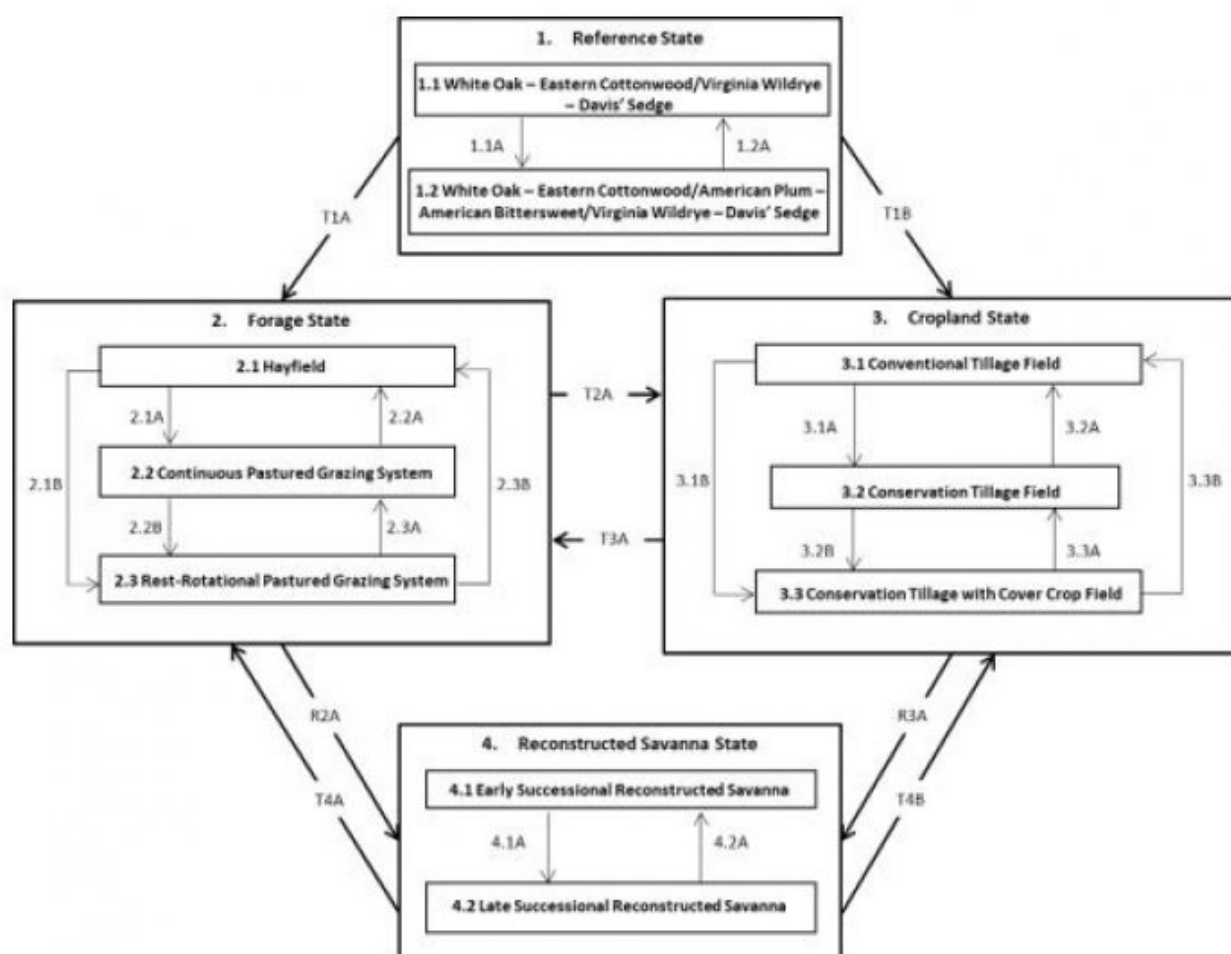 1. Reference State
1.1 White Oak – Eastern Cottonwood/Virginia Wildrye
– Davis' Sedge
1.1A
1.2A
1.2 White Oak – Eastern Cottonwood/American Plum –
American Bittersweet/Virginia Wildrye – Davis' Sedge
T1A
T1B
2. Forage State
2.1 Hayfield
2.1A
2.2A
2.2 Continuous Pastured Grazing System
2.1B
2.3B
2.2B
2.3A
2.3 Rest-Rotational Pastured Grazing System
T2A
T3A
3. Cropland State
3.1 Conventional Tillage Field
3.1A
3.2A
3.1B
3.3B
3.2 Conservation Tillage Field
3.2B
3.3A
3.3 Conservation Tillage with Cover Crop Field
R2A
T4A
R3A
T4B
4. Reconstructed Savanna State
4.1 Early Successional Reconstructed Savanna
4.1A
4.2A
4.2 Late Successional Reconstructed Savanna